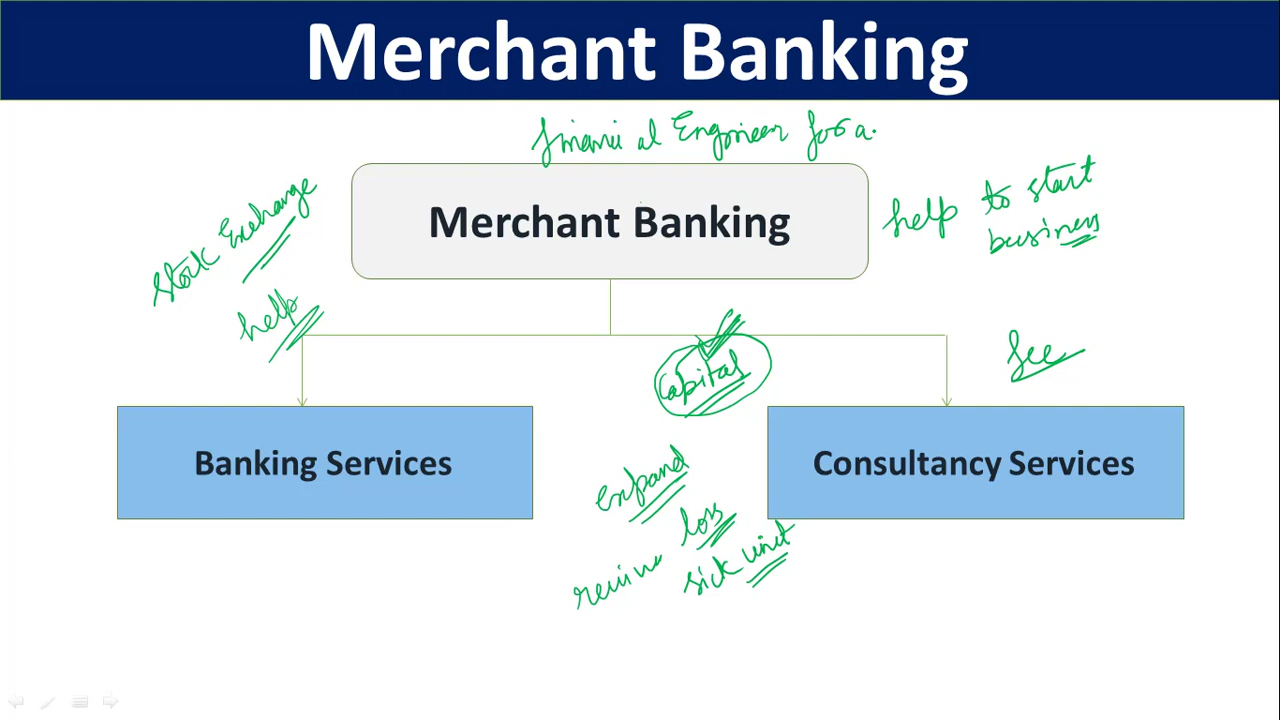 Merchant Banking
financial Engineer for a.
Merchant Banking
Stock Exchange
help
help to start
business
Capital
fee
Banking Services
Consultancy Services
expand
loss
revive
sick unit